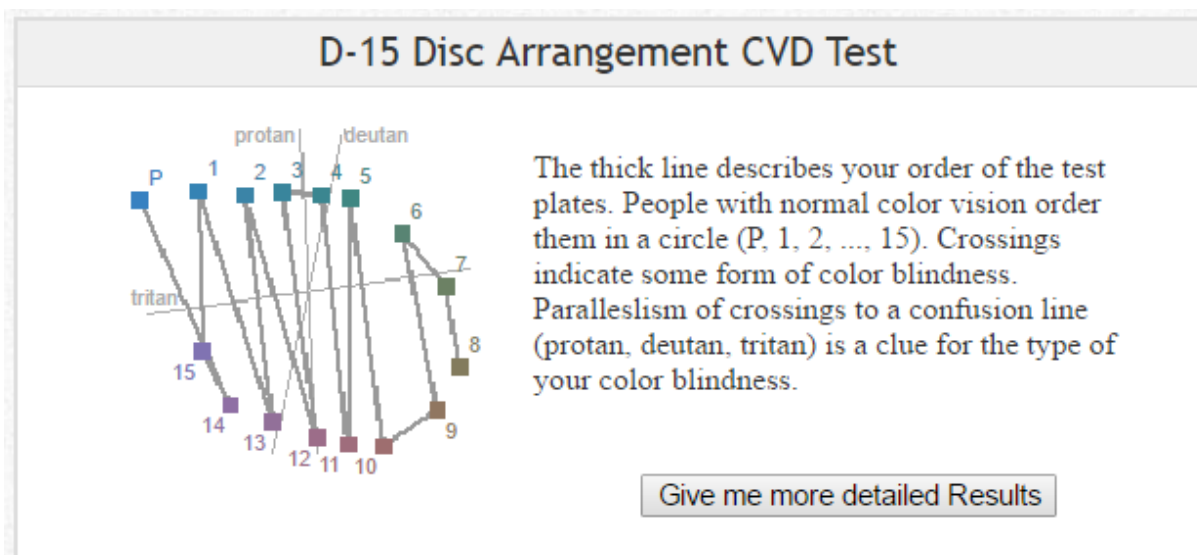 D-15 Disc Arrangement CVD Test
protan
deutan
P
1
2
3
4
5
6
7
tritan
8
15
14
13
12
11
10
9
The thick line describes your order of the test
plates. People with normal color vision order
them in a circle (P, 1, 2, ..., 15). Crossings
indicate some form of color blindness.
Paralleslism of crossings to a confusion line
(protan, deutan, tritan) is a clue for the type of
your color blindness.
Give me more detailed Results